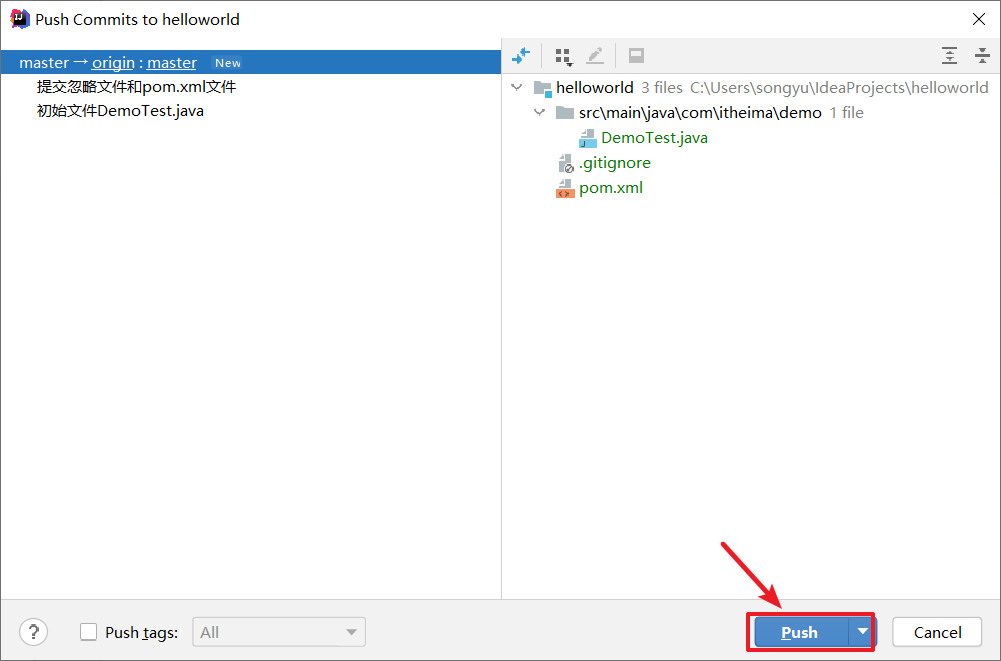 Push Commits to helloworld
master → origin : master New
提交忽略文件和pom.xml文件
初始文件DemoTest.java
helloworld 3 files C:\Users\songyu\IdeaProjects\helloworld
src\main\java\com\itheima\demo 1 file
DemoTest.java
.gitignore
pom.xml
? Push tags: All Push Cancel